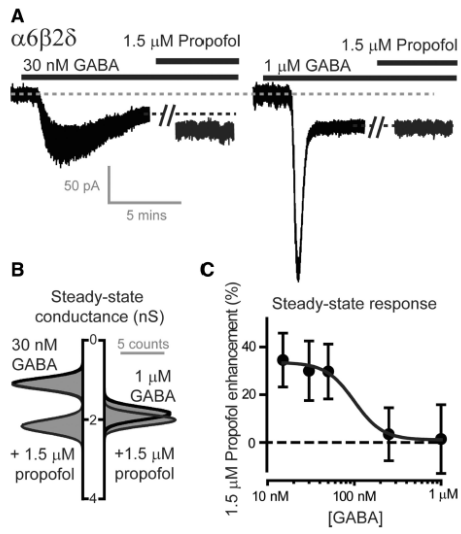 A
α6β2δ
1.5 µM Propofol
30 nM GABA
1.5 µM Propofol
1 µM GABA
50 pA
5 mins
B
Steady-state
conductance (nS)
0
30 nM
GABA
5 counts
1 µM
GABA
2
+ 1.5 µM
propofol
+1.5 µM
propofol
4
C
Steady-state response
1.5 µM Propofol enhancement (%)
40
20
0
10 nM
100 nM
1 µM
[GABA]